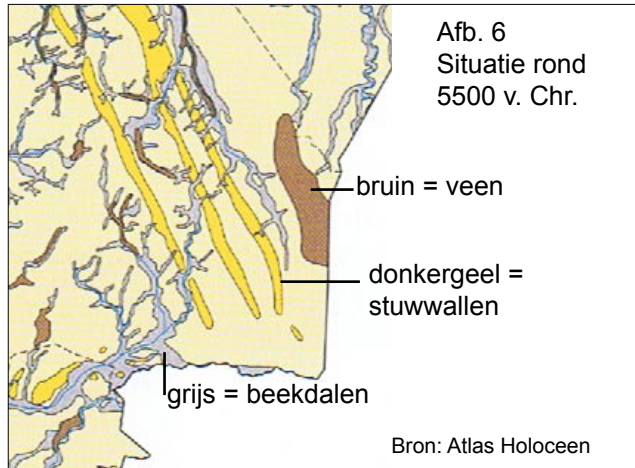 Afb. 6
Situatie rond
5500 v. Chr.
bruin = veen
donkergeel =
stuwwallen
grijs = beekdalen
Bron: Atlas Holoceen